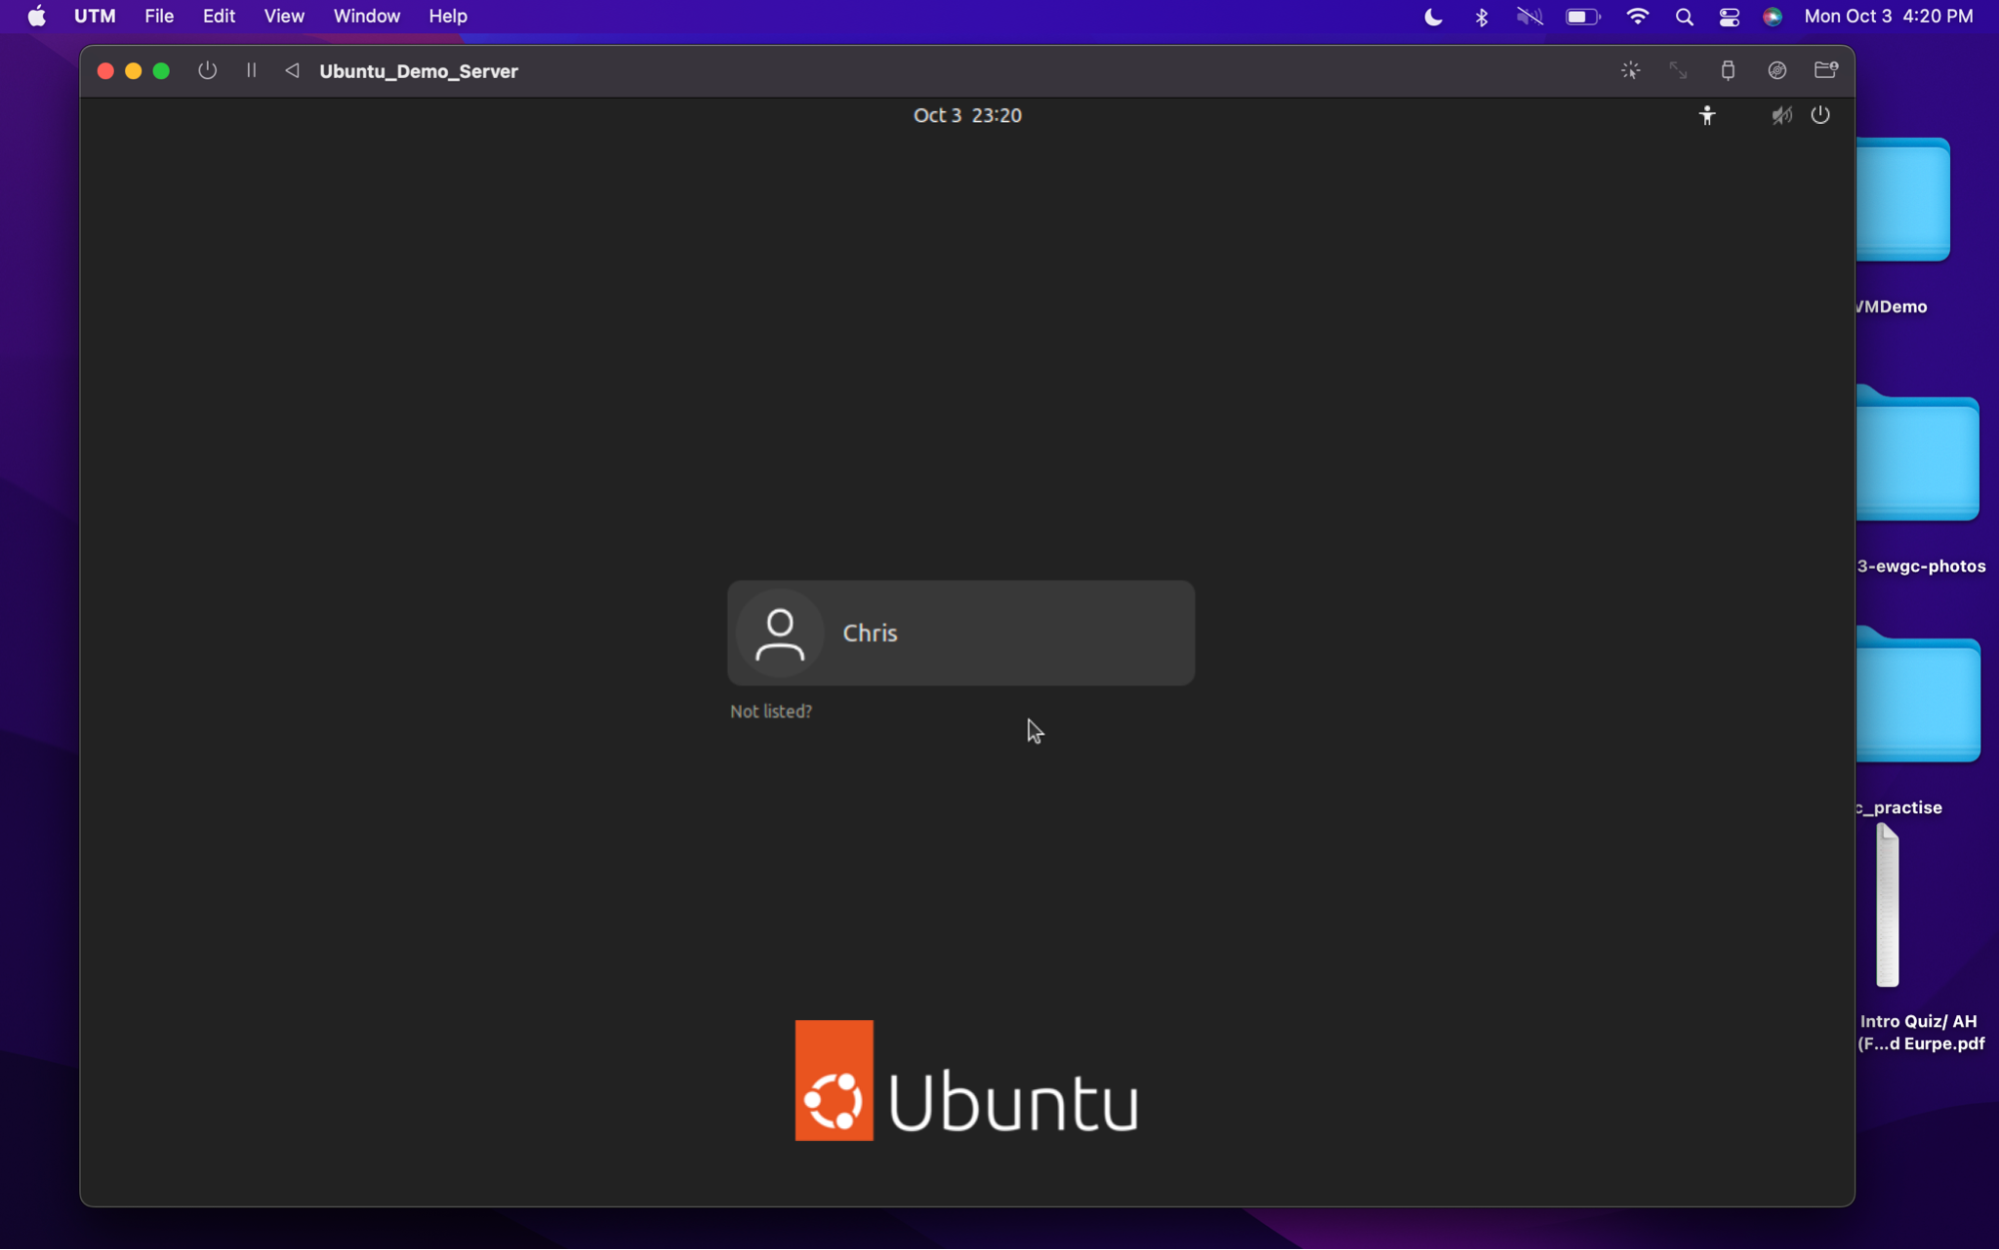 UTM File Edit View Window Help Mon Oct 3 4:20 PM
Ubuntu_Demo_Server
Oct 3 23:20
Chris
Not listed?
Ubuntu
VMDemo
3-ewgc-photos
c_practise
Intro Quiz/ AH
(F...d Eurpe.pdf